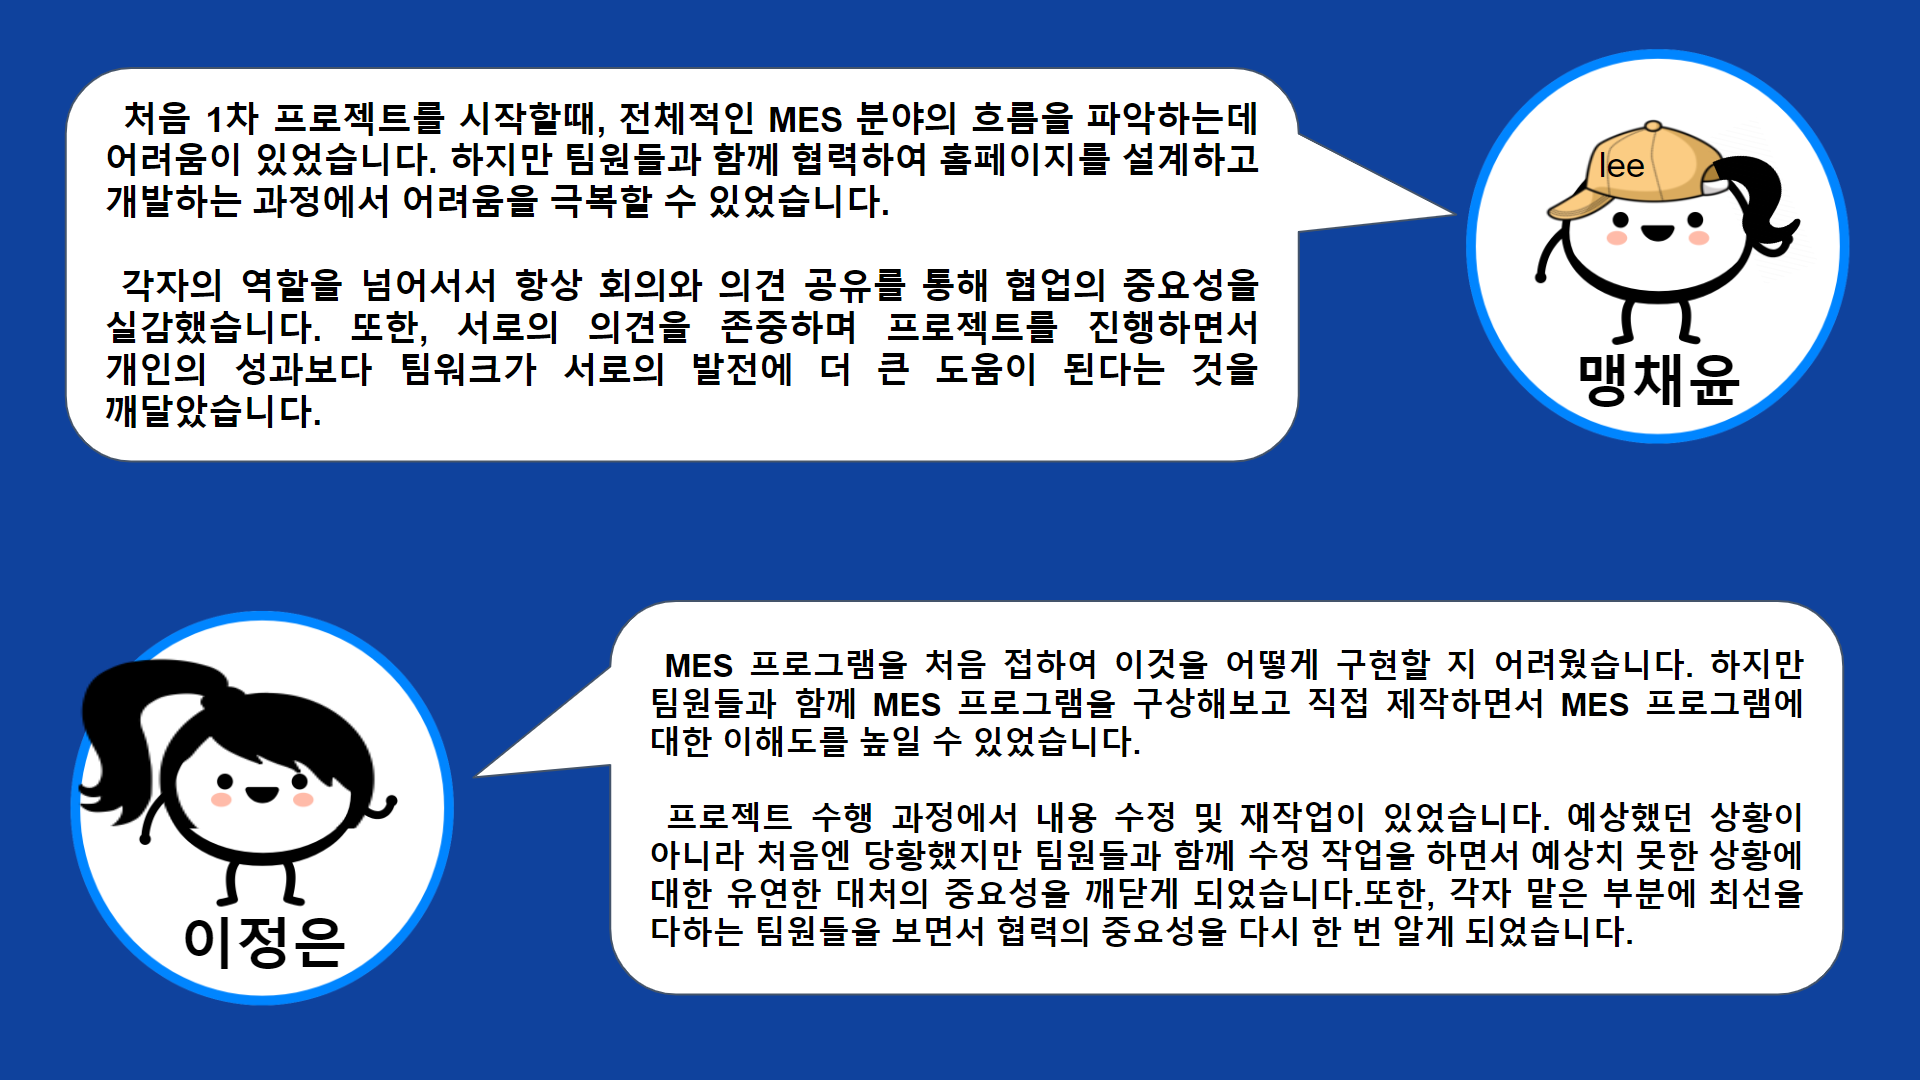 처음 1차 프로젝트를 시작할때, 전체적인 MES 분야의 흐름을 파악하는데
어려움이 있었습니다. 하지만 팀원들과 함께 협력하여 홈페이지를 설계하고
개발하는 과정에서 어려움을 극복할 수 있었습니다.
각자의 역할을 넘어서서 항상 회의와 의견 공유를 통해 협업의 중요성을
실감했습니다. 또한, 서로의 의견을 존중하며 프로젝트를 진행하면서
개인의 성과보다 팀워크가 서로의 발전에 더 큰 도움이 된다는 것을
깨달았습니다.
lee
맹채윤
MES 프로그램을 처음 접하여 이것을 어떻게 구현할 지 어려웠습니다. 하지만
팀원들과 함께 MES 프로그램을 구상해보고 직접 제작하면서 MES 프로그램에
대한 이해도를 높일 수 있었습니다.
프로젝트 수행 과정에서 내용 수정 및 재작업이 있었습니다. 예상했던 상황이
아니라 처음엔 당황했지만 팀원들과 함께 수정 작업을 하면서 예상치 못한 상황에
대한 유연한 대처의 중요성을 깨닫게 되었습니다.또한, 각자 맡은 부분에 최선을
다하는 팀원들을 보면서 협력의 중요성을 다시 한 번 알게 되었습니다.
이정은